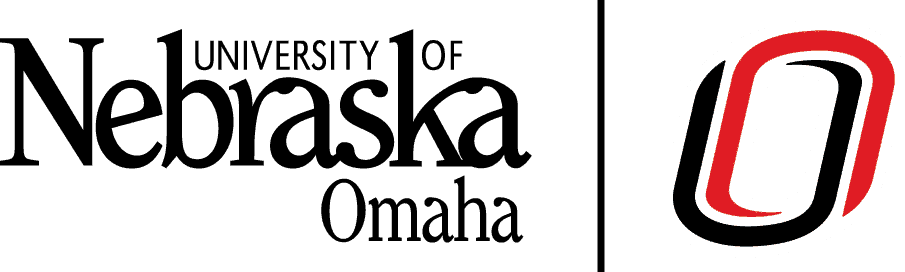 UNIVERSITY OF
Nebraska
Omaha
O